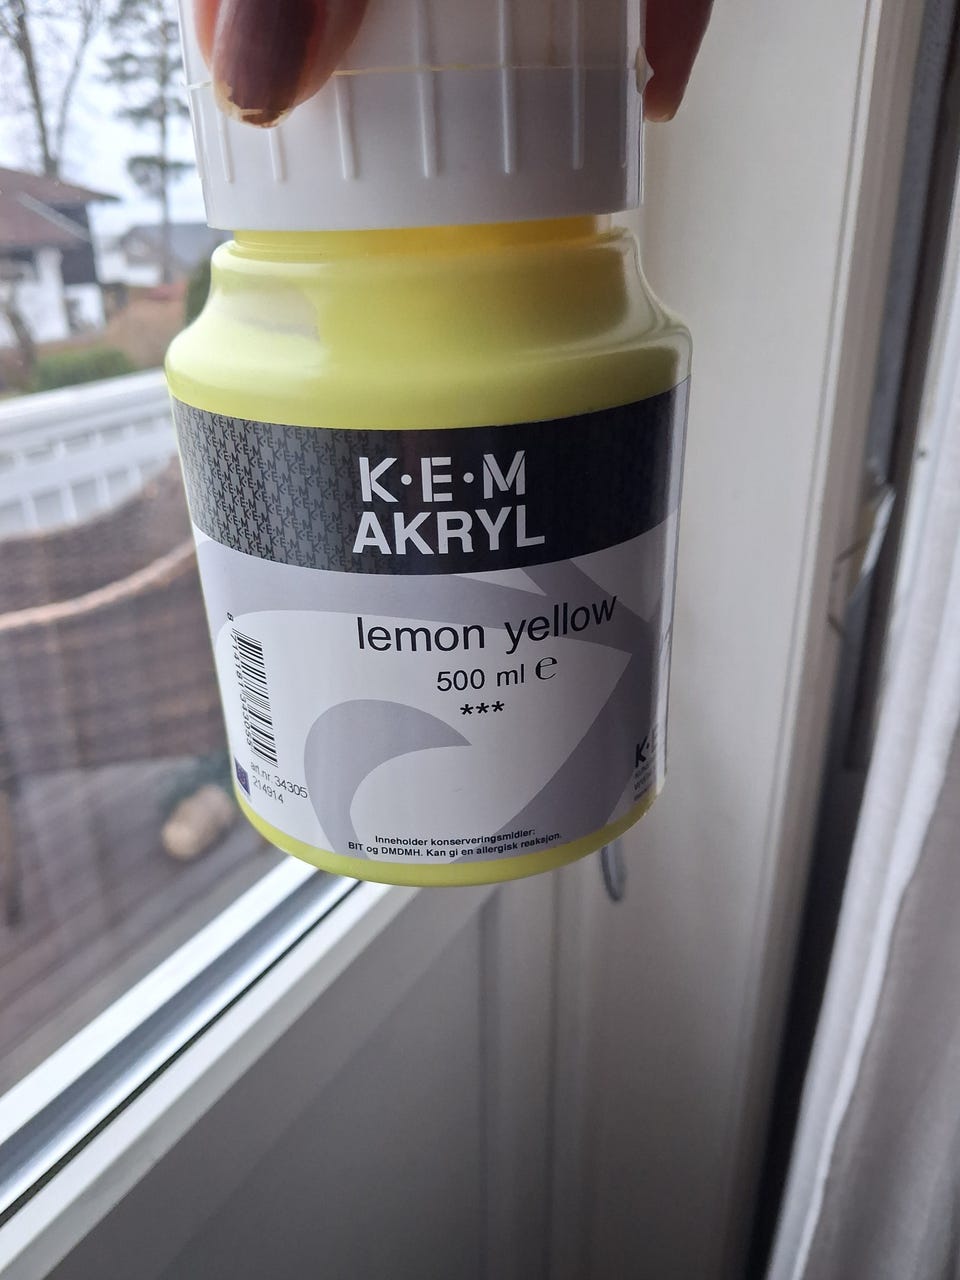 K·E·M
AKRYL
lemon yellow
500 ml ℮
***
art.nr. 34305
214914
Inneholder konserveringsmidler:
BIT og DMDMH. Kan gi en allergisk reaksjon.